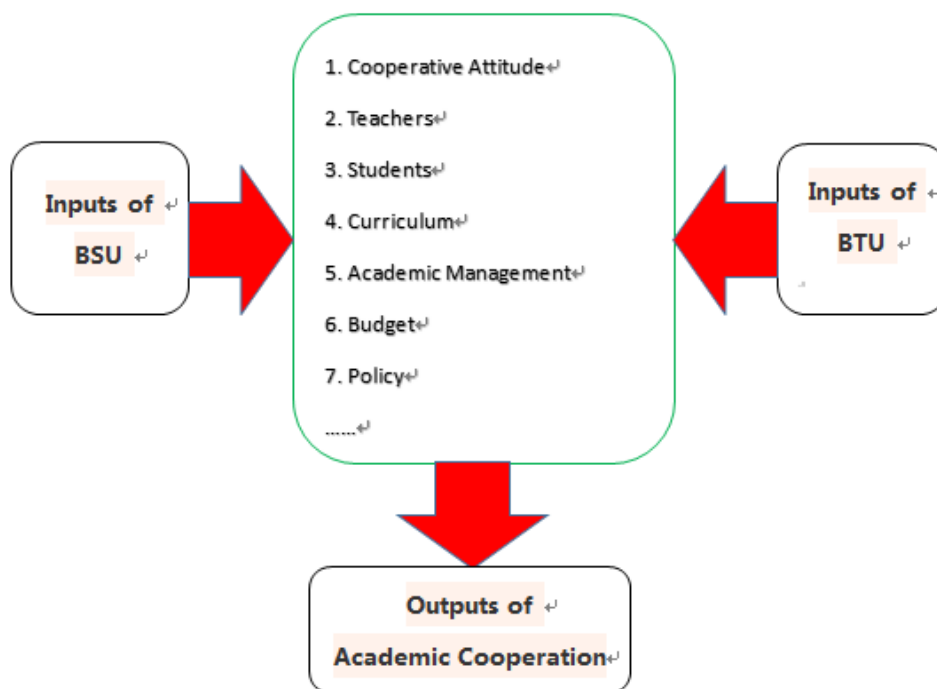 1. Cooperative Attitude↵
2. Teachers↵
3. Students↵
4. Curriculum↵
5. Academic Management↵
6. Budget↵
7. Policy↵
......↵
Inputs of ↵
BSU ↵
Inputs of ↵
BTU ↵
Outputs of ↵
Academic Cooperation↵